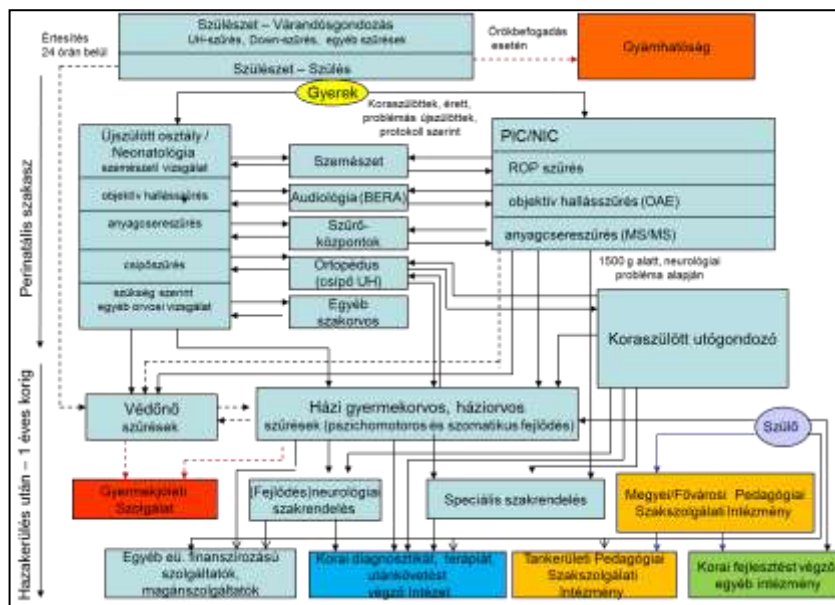 Szülészet – Várandósgondozás
UH-szűrés, Down-szűrés, egyéb szűrések
Szülészet – Szülés
Értesítés
24 órán belül
Örökbefogadás
esetén
Gyámhatóság
Gyerek
Koraszülöttek, érett,
problémás újszülöttek,
protokoll szerint
Újszülött osztály /
Neonatológia
szemészeti vizsgálat
objektív hallásszűrés
anyagcsereszűrés
csípőszűrés
szükség szerint
egyéb orvosi vizsgálat
Szemészet
Audiológia (BERA)
Szűrő-
központok
Ortopédus
(csípő UH)
Egyéb
szakorvos
PIC/NIC
ROP szűrés
objektív hallásszűrés (OAE)
anyagcsereszűrés (MS/MS)
1500 g alatt, neurológiai
probléma alapján
Koraszülött utógondozó
Perinatális szakasz
Hazakerülés után – 1 éves korig
Védőnő
szűrések
Házi gyermekorvos, háziorvos
szűrések (pszichomotoros és szomatikus fejlődés)
Szülő
Gyermekjóléti
Szolgálat
(Fejlődés)neurológiai
szakrendelés
Speciális szakrendelés
Megyei/Fővárosi Pedagógiai
Szakszolgálati Intézmény
Egyéb eü. finanszírozású
szolgáltatók,
magánszolgáltatók
Korai diagnosztikát, terápiát,
utánkövetést
végző Intézet
Tankerületi Pedagógiai
Szakszolgálati
Intézmény
Korai fejlesztést végző
egyéb intézmény